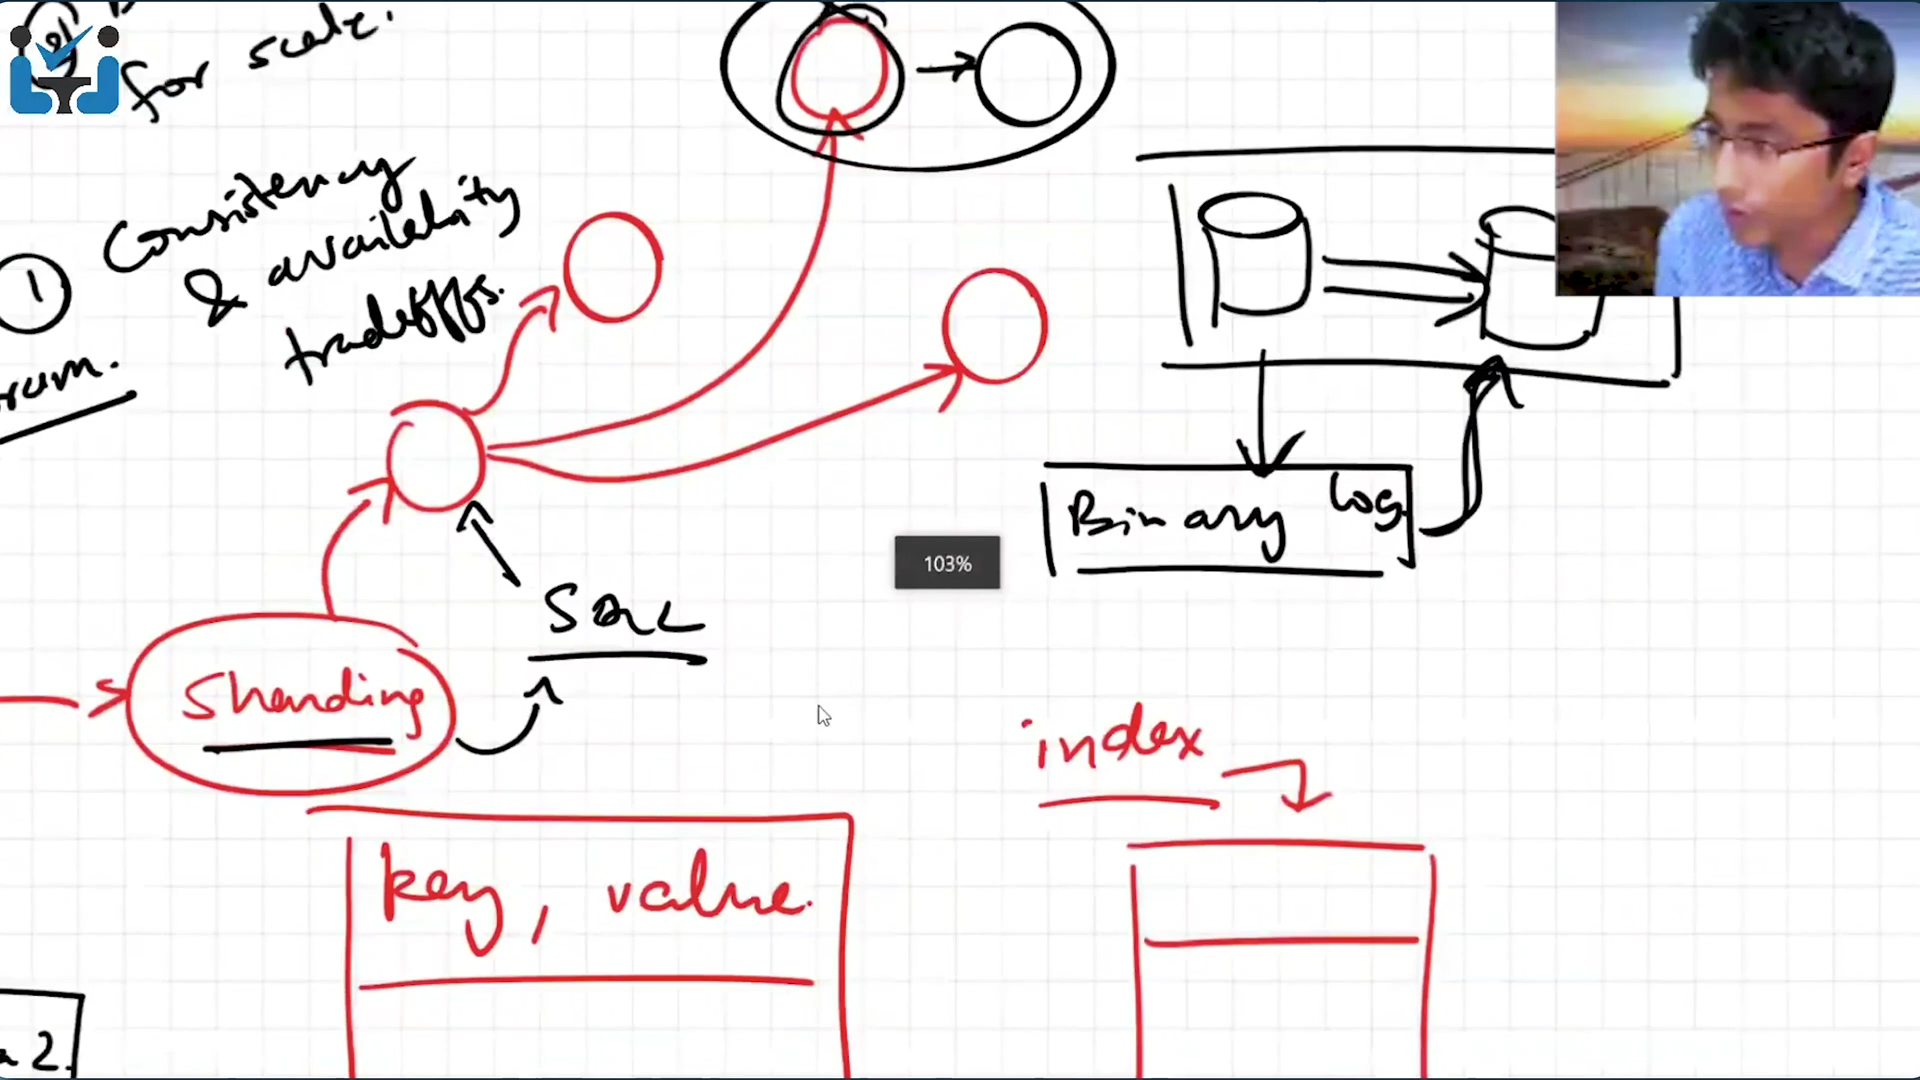 for scale.
1
Consistency
& availability
tradeoffs.
Binary log.
103%
SQL
Sharding
index
key, value.
2.